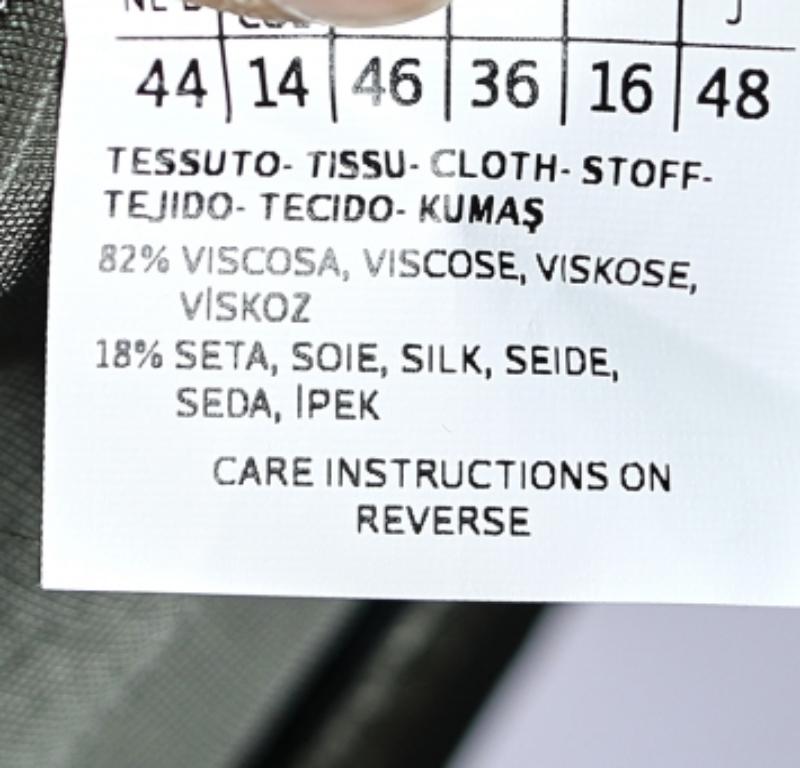 44 14 46 36 16 48
TESSUTO- TISSU- CLOTH- STOFF-
TEJIDO- TECIDO- KUMAŞ
82% VISCOSA, VISCOSE, VISKOSE,
VİSKOZ
18% SETA, SOIE, SILK, SEIDE,
SEDA, İPEK
CARE INSTRUCTIONS ON
REVERSE